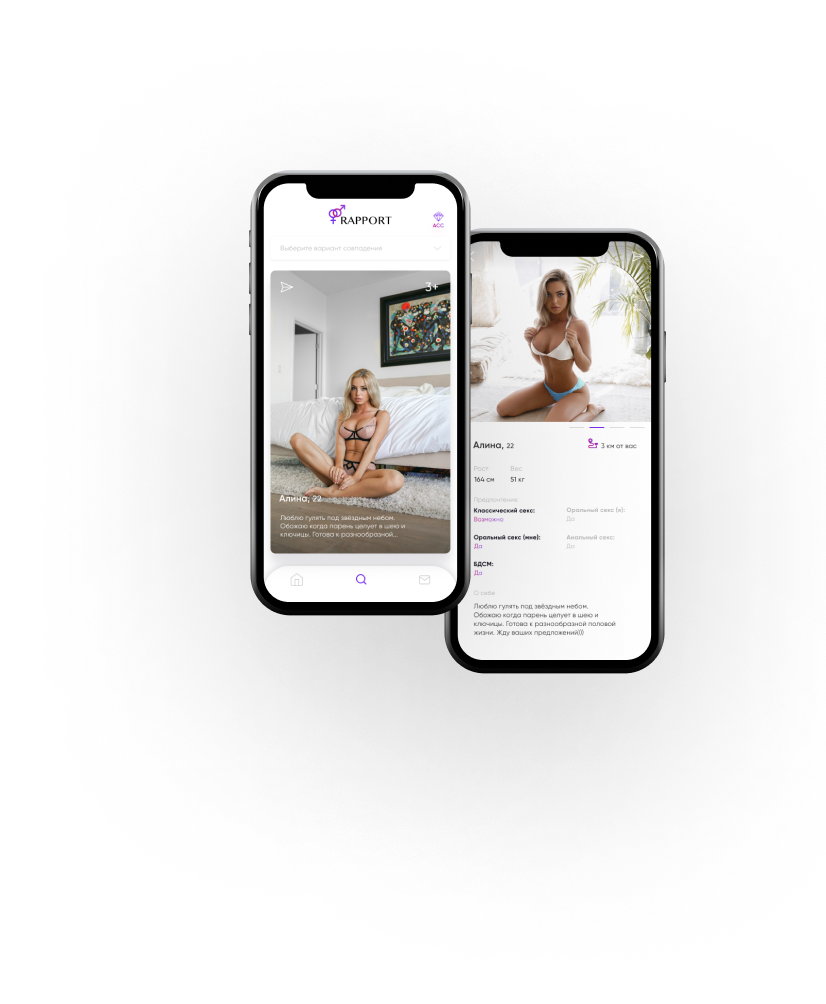 RAPPORT
ACC
Выберите вариант совпадения
3+
Алина, 22
Люблю гулять под звёздным небом.
Обожаю когда парень целует в шею и
ключицы. Готова к разнообразной...
Алина, 22
3 км от вас
Рост Вес
164 см 51 кг
Предпочтения
Классический секс: Оральный секс (я):
Возможно Да
Оральный секс (мне): Анальный секс:
Да Да
БДСМ:
Да
О себе
Люблю гулять под звёздным небом.
Обожаю когда парень целует в шею и
ключицы. Готова к разнообразной половой
жизни. Жду ваших предложений)))